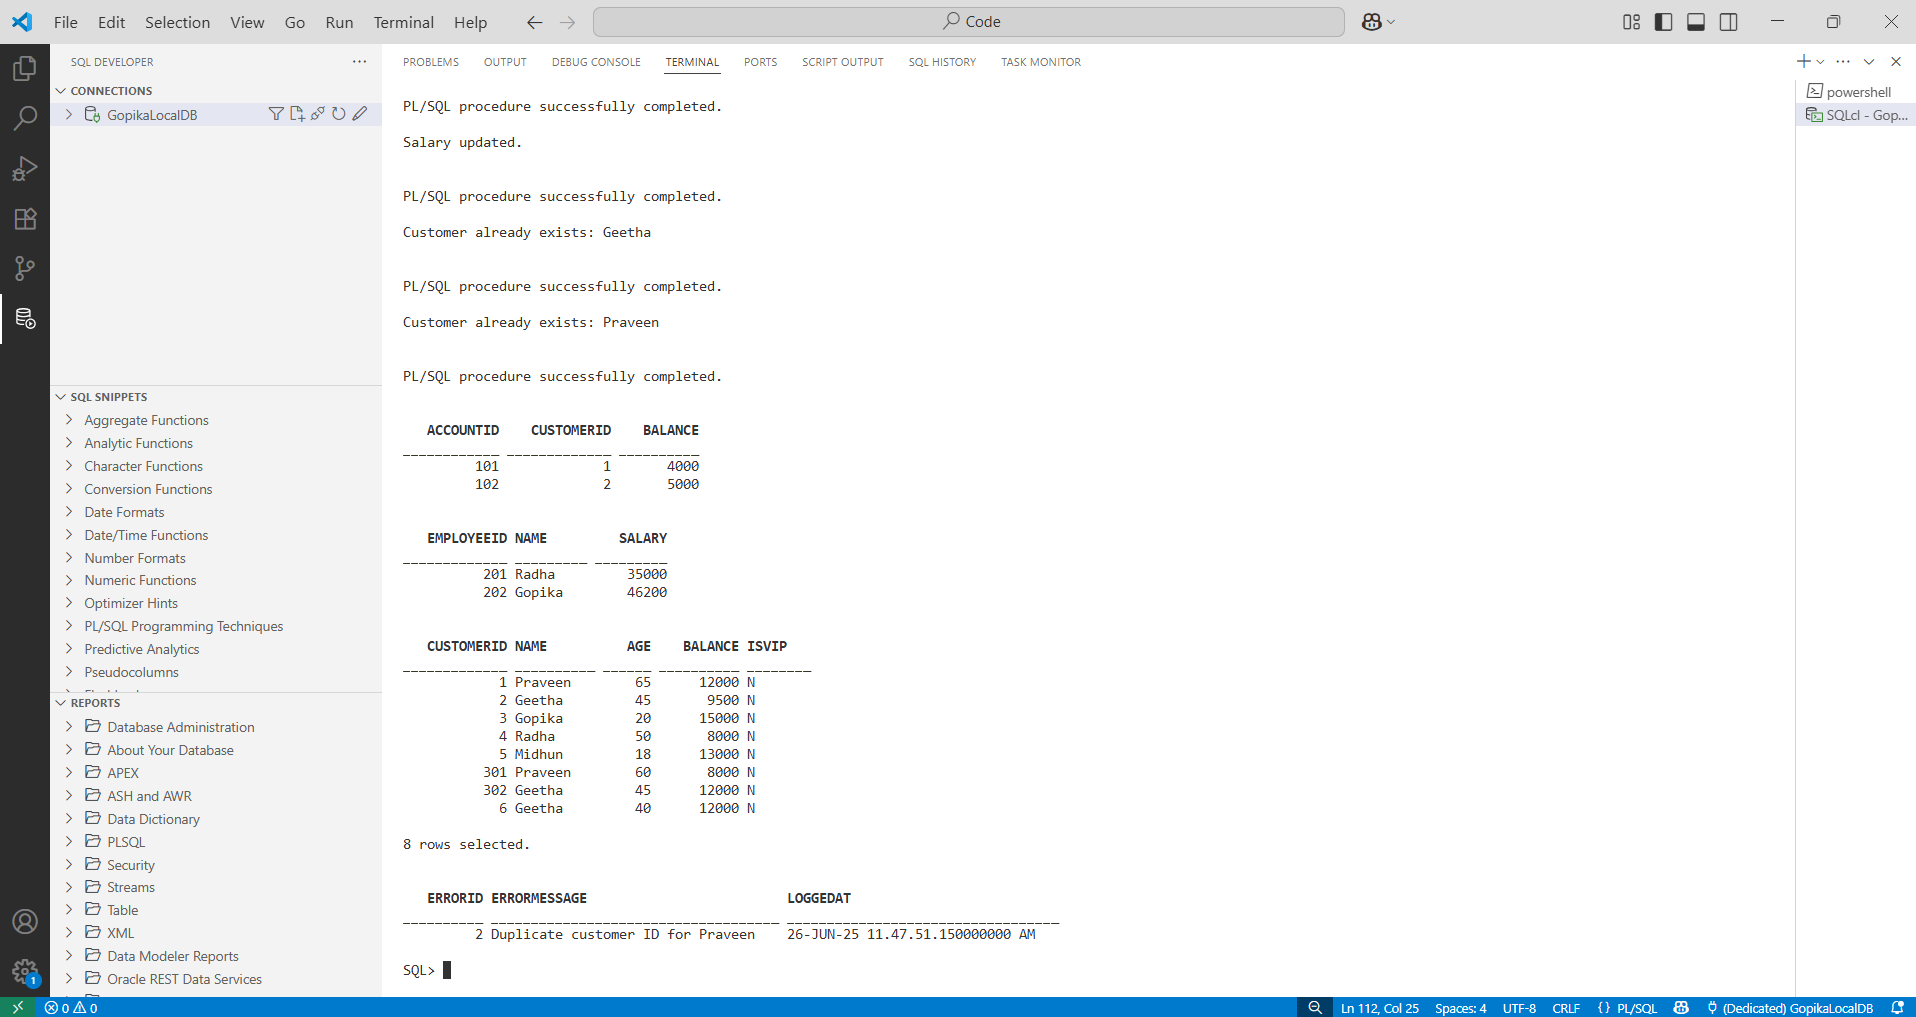 File Edit Selection View Go Run Terminal Help
Code
SQL DEVELOPER
CONNECTIONS
GopikaLocalDB
SQL SNIPPETS
Aggregate Functions
Analytic Functions
Character Functions
Conversion Functions
Date Formats
Date/Time Functions
Number Formats
Numeric Functions
Optimizer Hints
PL/SQL Programming Techniques
Predictive Analytics
Pseudocolumns
REPORTS
Database Administration
About Your Database
APEX
ASH and AWR
Data Dictionary
PLSQL
Security
Streams
Table
XML
Data Modeler Reports
Oracle REST Data Services
PROBLEMS OUTPUT DEBUG CONSOLE TERMINAL PORTS SCRIPT OUTPUT SQL HISTORY TASK MONITOR
PL/SQL procedure successfully completed.
Salary updated.
PL/SQL procedure successfully completed.
Customer already exists: Geetha
PL/SQL procedure successfully completed.
Customer already exists: Praveen
PL/SQL procedure successfully completed.
ACCOUNTID CUSTOMERID BALANCE
101 1 4000
102 2 5000
EMPLOYEEID NAME SALARY
201 Radha 35000
202 Gopika 46200
CUSTOMERID NAME AGE BALANCE ISVIP
1 Praveen 65 12000 N
2 Geetha 45 9500 N
3 Gopika 20 15000 N
4 Radha 50 8000 N
5 Midhun 18 13000 N
301 Praveen 60 8000 N
302 Geetha 45 12000 N
6 Geetha 40 12000 N
8 rows selected.
ERRORID ERRORMESSAGE LOGGEDAT
2 Duplicate customer ID for Praveen 26-JUN-25 11.47.51.150000000 AM
SQL>
powershell
SQLcl - Gop...
1
0 0
Ln 112, Col 25 Spaces: 4 UTF-8 CRLF {} PL/SQL (Dedicated) GopikaLocalDB